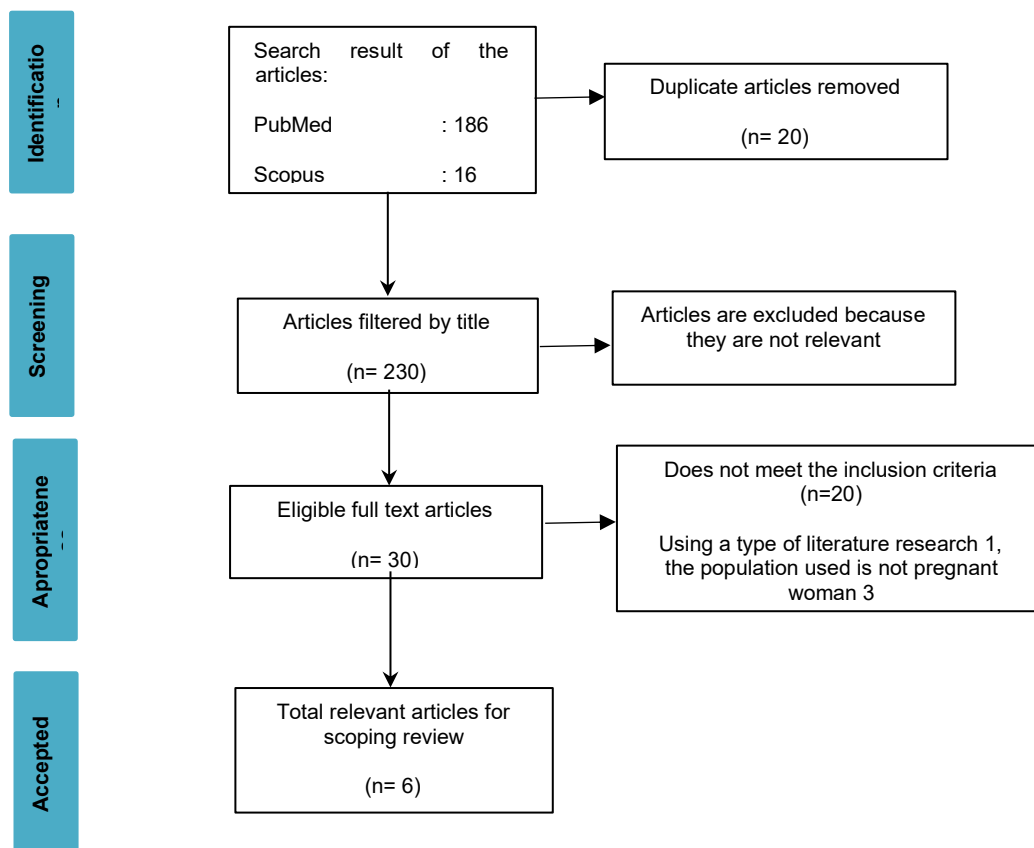 Identificatio
Search result of the
articles:
PubMed : 186
Scopus : 16
Duplicate articles removed
(n= 20)
Screening
Articles filtered by title
(n= 230)
Articles are excluded because
they are not relevant
Apropriatene
Eligible full text articles
(n= 30)
Does not meet the inclusion criteria
(n=20)
Using a type of literature research 1,
the population used is not pregnant
woman 3
Accepted
Total relevant articles for
scoping review
(n= 6)